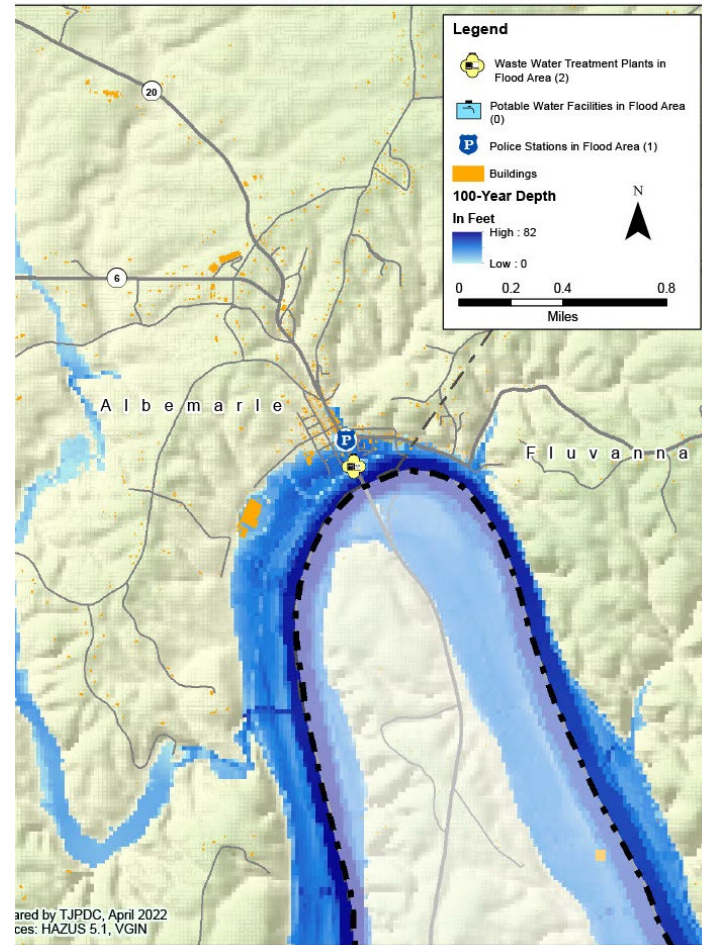 Legend
Waste Water Treatment Plants in
Flood Area (2)
Potable Water Facilities in Flood Area
(0)
P
Police Stations in Flood Area (1)
Buildings
100-Year Depth
In Feet
High : 82
Low : 0
N
0 0.2 0.4 0.8
Miles
20
6
Albemarle
P
Fluvanna
ared by TJPDC, April 2022
ces: HAZUS 5.1, VGIN